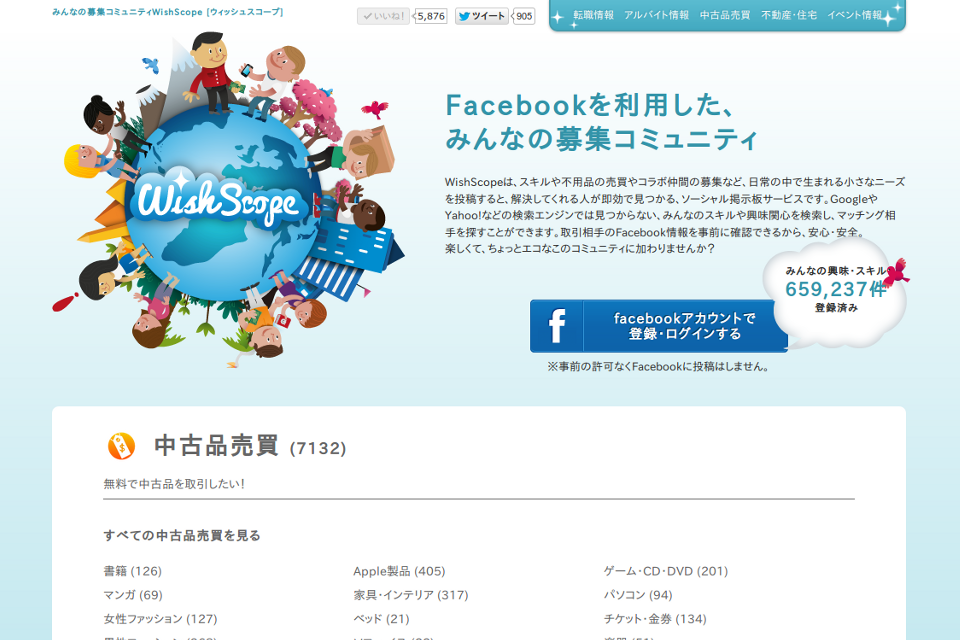 みんなの募集コミュニティWishScope [ウィッシュスコープ]
いいね！ 5,876 ツイート 905
転職情報 アルバイト情報 中古品売買 不動産・住宅 イベント情報
WishScope
Facebookを利用した、
みんなの募集コミュニティ
WishScopeは、スキルや不用品の売買やコラボ仲間の募集など、日常の中で生まれる小さなニーズ
を投稿すると、解決してくれる人が即効で見つかる、ソーシャル掲示板サービスです。Googleや
Yahoo!などの検索エンジンでは見つからない、みんなのスキルや興味関心を検索し、マッチング相
手を探すことができます。取引相手のFacebook情報を事前に確認できるから、安心・安全。
楽しくて、ちょっとエコなこのコミュニティに加わりませんか？
みんなの興味・スキル
659,237件
登録済み
facebookアカウントで
登録・ログインする
※事前の許可なくFacebookに投稿はしません。
中古品売買 (7132)
無料で中古品を取引したい！
すべての中古品売買を見る
書籍 (126) Apple製品 (405) ゲーム・CD・DVD (201)
マンガ (69) 家具・インテリア (317) パソコン (94)
女性ファッション (127) ベッド (21) チケット・金券 (134)